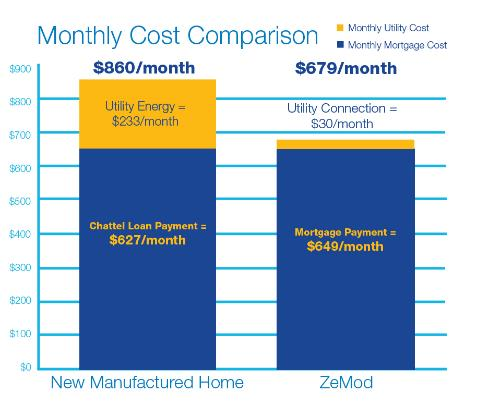 Monthly Cost Comparison
Monthly Utility Cost
Monthly Mortgage Cost
$860/month
$679/month
$900
$800
$700
$600
$500
$400
$300
$200
$100
$0
Utility Energy =
$233/month
Utility Connection =
$30/month
Chattel Loan Payment =
$627/month
Mortgage Payment =
$649/month
New Manufactured Home
ZeMod